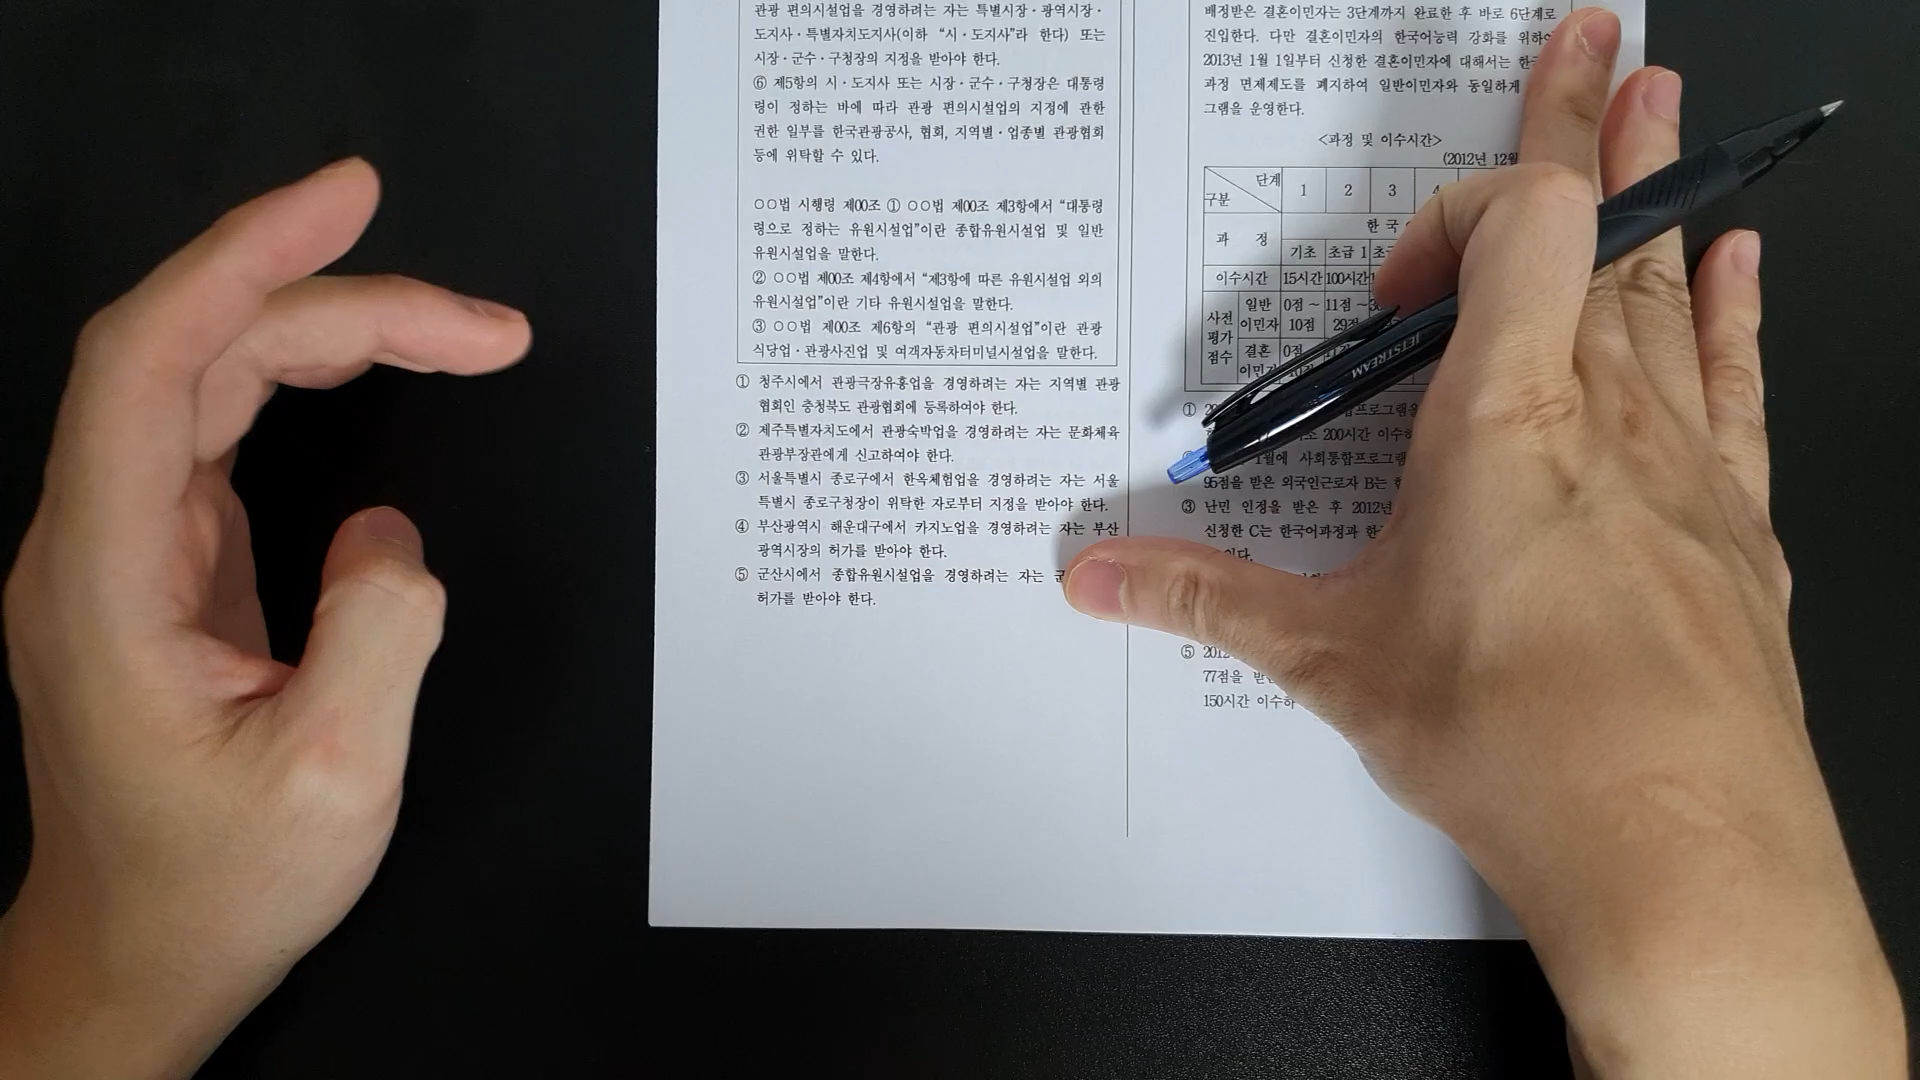 관광 편의시설업을 경영하려는 자는 특별시장·광역시장·
도지사·특별자치도지사(이하 “시·도지사”라 한다) 또는
시장·군수·구청장의 지정을 받아야 한다.
⑥ 제5항의 시·도지사 또는 시장·군수·구청장은 대통령
령이 정하는 바에 따라 관광 편의시설업의 지정에 관한
권한 일부를 한국관광공사, 협회, 지역별·업종별 관광협회
등에 위탁할 수 있다.
○○법 시행령 제00조 ① ○○법 제00조 제3항에서 “대통령
령으로 정하는 유원시설업”이란 종합유원시설업 및 일반
유원시설업을 말한다.
② ○○법 제00조 제4항에서 “제3항에 따른 유원시설업 외의
유원시설업”이란 기타 유원시설업을 말한다.
③ ○○법 제00조 제6항의 “관광 편의시설업”이란 관광
식당업·관광사진업 및 여객자동차터미널시설업을 말한다.
① 청주시에서 관광극장유흥업을 경영하려는 자는 지역별 관광
협회인 충청북도 관광협회에 등록하여야 한다.
② 제주특별자치도에서 관광숙박업을 경영하려는 자는 문화체육
관광부장관에게 신고하여야 한다.
③ 서울특별시 종로구에서 한옥체험업을 경영하려는 자는 서울
특별시 종로구청장이 위탁한 자로부터 지정을 받아야 한다.
④ 부산광역시 해운대구에서 카지노업을 경영하려는 자는 부산
광역시장의 허가를 받아야 한다.
⑤ 군산시에서 종합유원시설업을 경영하려는 자는
허가를 받아야 한다.
배정받은 결혼이민자는 3단계까지 완료한 후 바로 6단계로
진입한다. 다만 결혼이민자의 한국어능력 강화를 위하여
2013년 1월 1일부터 신청한 결혼이민자에 대해서는
과정 면제제도를 폐지하여 일반이민자와 동일하게
그램을 운영한다.
<과정 및 이수시간>
(2012년 12월
단계
구분
1 2 3 4
과 정
한 국
기초 초급 1
이수시간 15시간 100시간
사전 평가 점수
일반 이민자 0점 ~ 10점 11점 ~ 29점
결혼 이민자 0점
①
200시간
1월에 사회통합프로그램
95점을 받은 외국인근로자 B는
③ 난민 인정을 받은 후 2012년
신청한 C는 한국어과정과
⑤ 2012
77점을
150시간 이수하
JETSTREAM